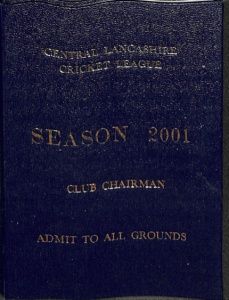 CENTRAL LANCASHIRE
CRICKET LEAGUE
SEASON 2001
CLUB CHAIRMAN
ADMIT TO ALL GROUNDS